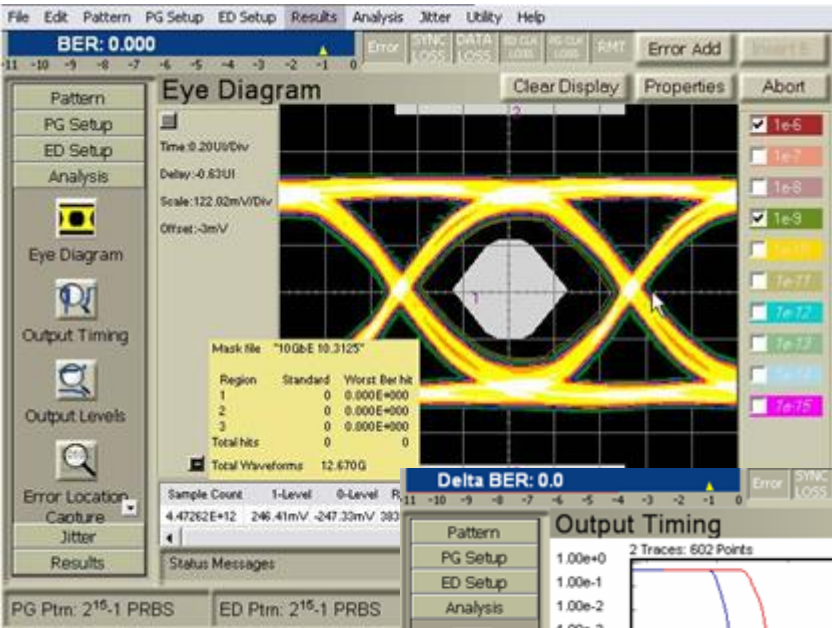 File Edit Pattern PG Setup ED Setup Results Analysis Jitter Utility Help
BER: 0.000
-11 -10 -9 -8 -7 -6 -5 -4 -3 -2 -1 0
Error
SYNC LOSS
DATA LOSS
RMT
Error Add
Eye Diagram
Clear Display
Properties
Abort
Pattern
PG Setup
ED Setup
Analysis
Eye Diagram
Output Timing
Output Levels
Error Location
Capture
Jitter
Results
Time:0.20UI/Div
Delay:-0.63UI
Scale:122.02mV/Div
Offset:-3mV
2
1
1e-6
1e-7
1e-8
1e-9
1e-11
1e-12
1e-13
1e-15
Mask file "10GbE 10.3125"
Region Standard Worst Ber hit
1 0 0.000E+000
2 0 0.000E+000
3 0 0.000E+000
Total hits 0 0
Total Waveforms 12.670G
Sample Count 1-Level 0-Level R
4.47262E+12 246.41mV -247.33mV 383
Status Messages
PG Ptrn: 2¹⁵-1 PRBS
ED Ptrn: 2¹⁵-1 PRBS
Delta BER: 0.0
-11 -10 -9 -8 -7 -6 -5 -4 -3 -2 -1 0
Error
SYNC LOSS
Pattern
PG Setup
ED Setup
Analysis
Output Timing
2 Traces: 602 Points
1.00e+0
1.00e-1
1.00e-2